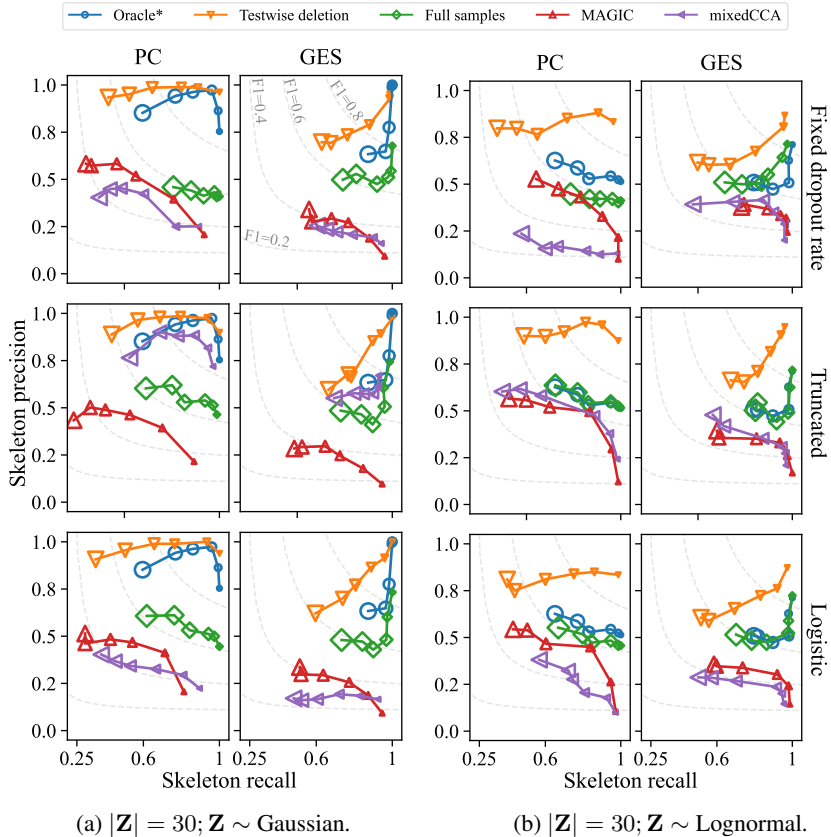 Oracle* Testwise deletion Full samples MAGIC mixedCCA
PC GES PC GES
F1=0.4 F1=0.6 F1=0.8
F1=0.2
1.0 1.0
0.8 0.8
0.5 0.5
0.2 0.2
0.0 0.0
Fixed dropout rate
1.0 1.0
0.8 0.8
0.5 0.5
0.2 0.2
0.0 0.0
Skeleton precision
Truncated
1.0 1.0
0.8 0.8
0.5 0.5
0.2 0.2
0.0 0.0
Logistic
0.25 0.6 1 0.6 1 0.25 0.6 1 0.6 1
Skeleton recall Skeleton recall
(a) |Z| = 30; Z ∼ Gaussian. (b) |Z| = 30; Z ∼ Lognormal.